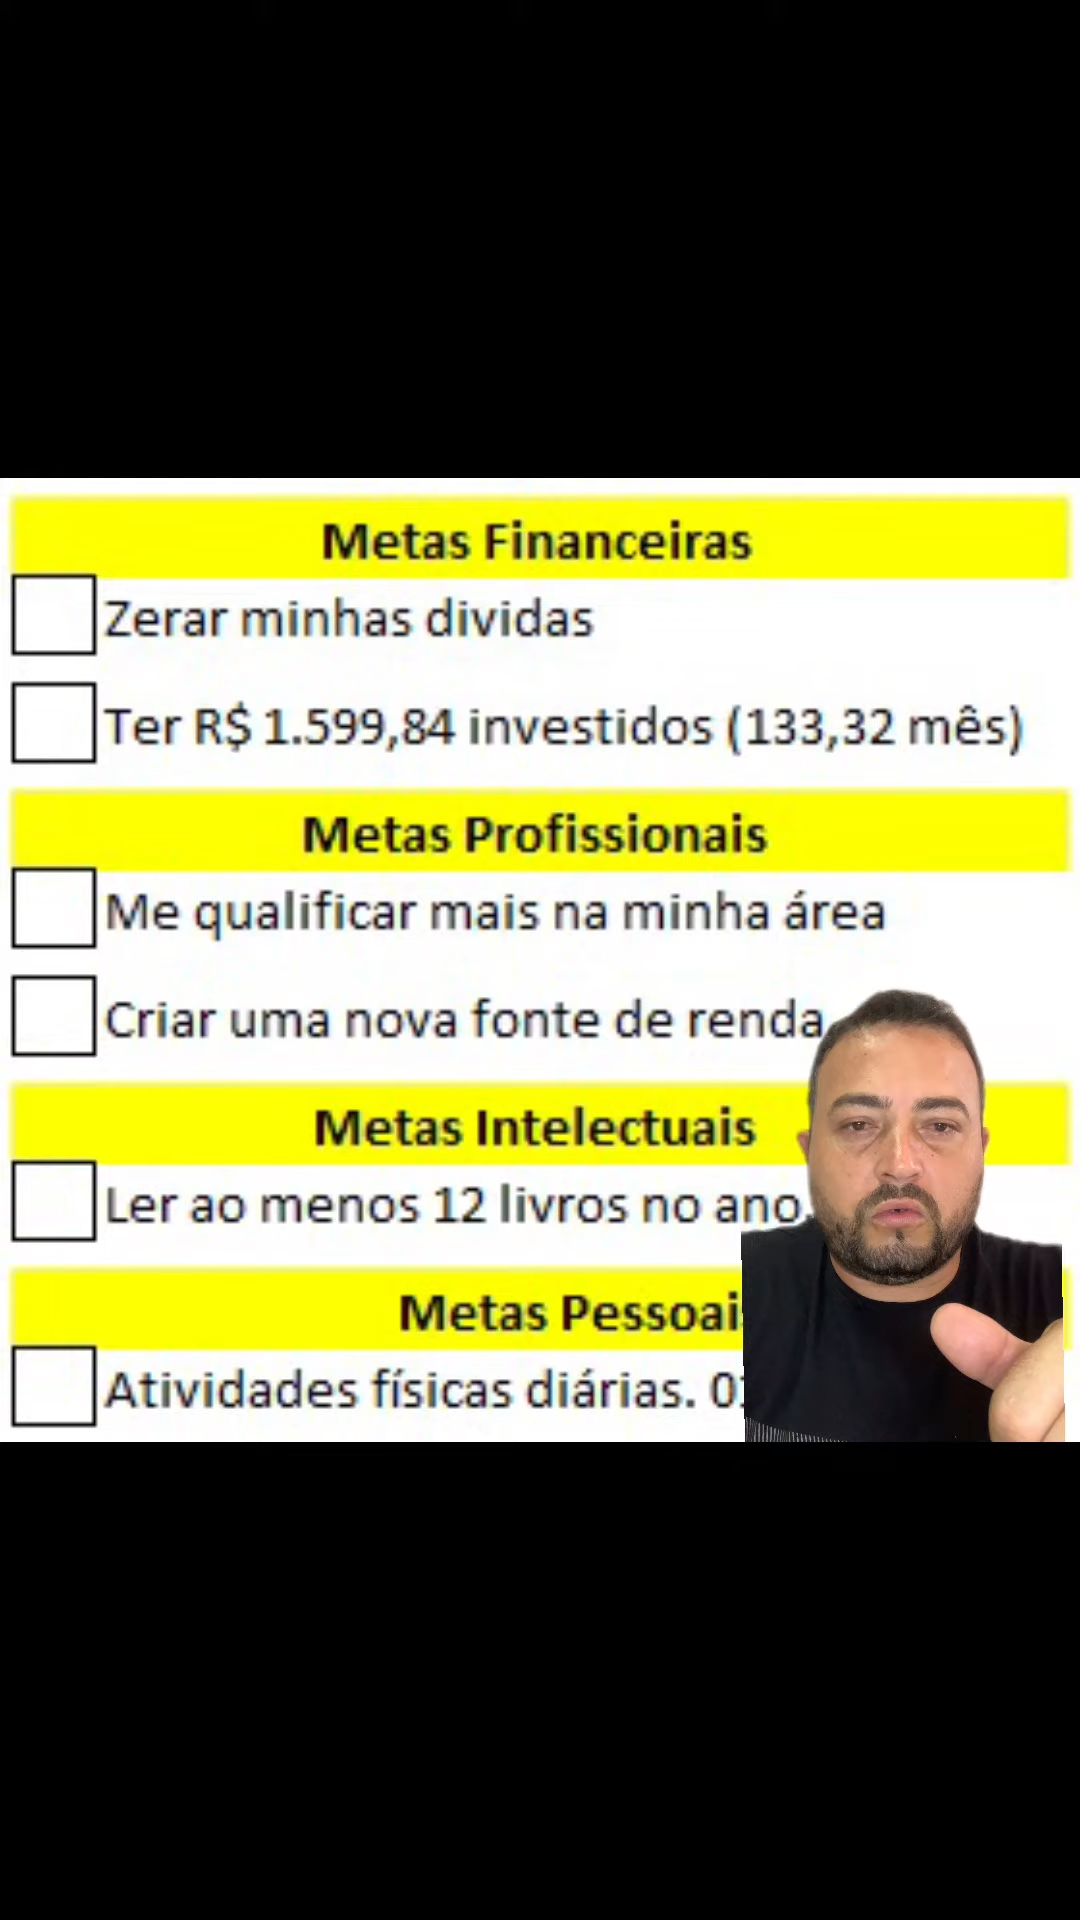 Metas Financeiras
Zerar minhas dividas
Ter R$ 1.599,84 investidos (133,32 mês)
Metas Profissionais
Me qualificar mais na minha área
Criar uma nova fonte de renda
Metas Intelectuais
Ler ao menos 12 livros no ano.
Metas Pessoais
Atividades físicas diárias.